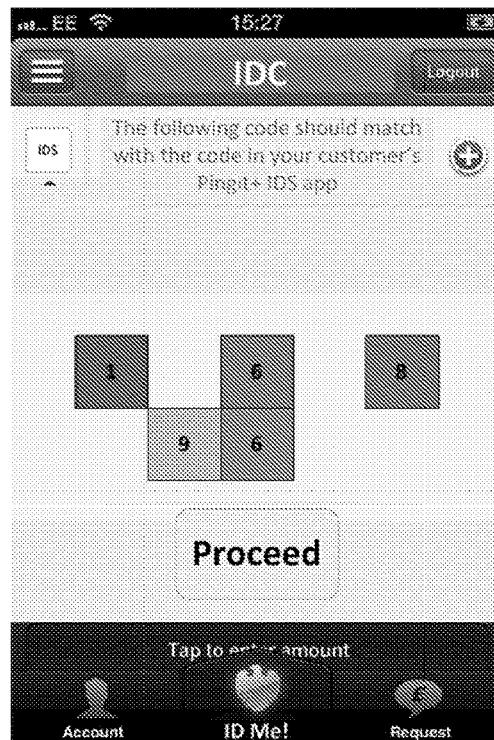 EE 15:27
IDC Logout
IDS
The following code should match
with the code in your customer's
Pingit+ IDS app
1 6 8
9 6
Proceed
Tap to enter amount
£
Account ID Me! Request